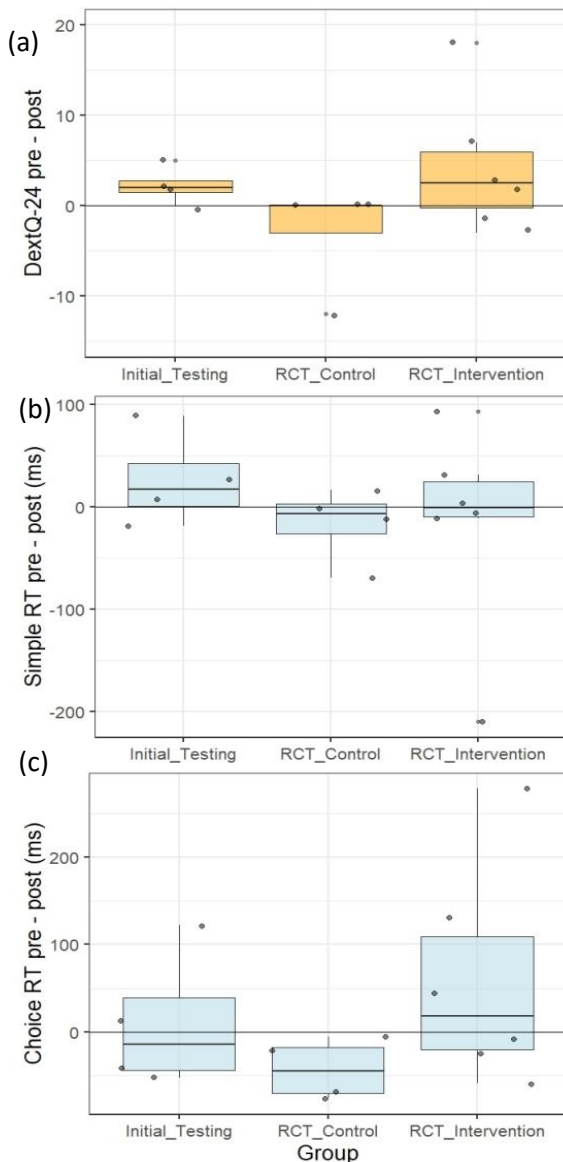 (a)
DextQ-24 pre - post
20
10
0
-10
Initial_Testing
RCT_Control
RCT_Intervention
(b)
Simple RT pre - post (ms)
100
0
-100
-200
Initial_Testing
RCT_Control
RCT_Intervention
(c)
Choice RT pre - post (ms)
200
100
0
Initial_Testing
RCT_Control
RCT_Intervention
Group